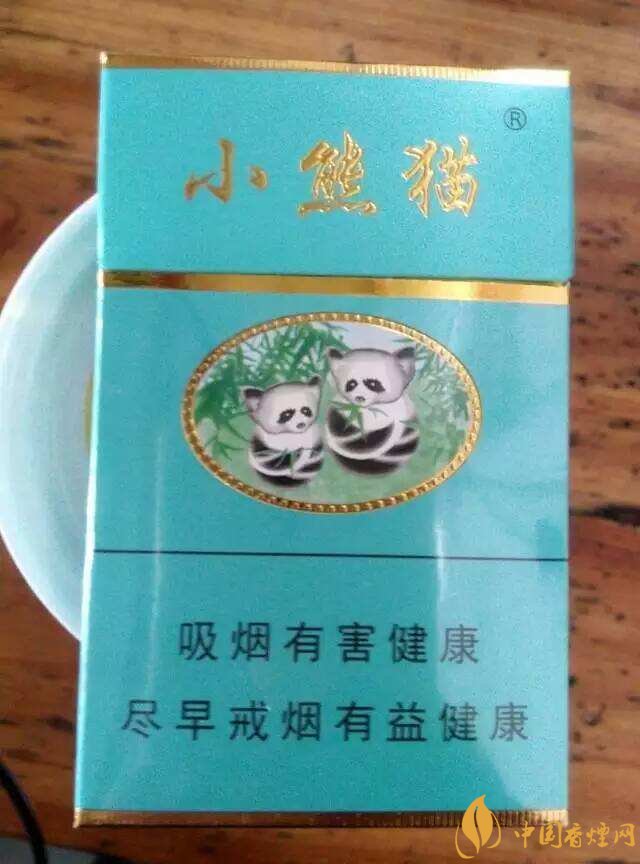 小熊猫®
吸烟有害健康
尽早戒烟有益健康
中国香烟网